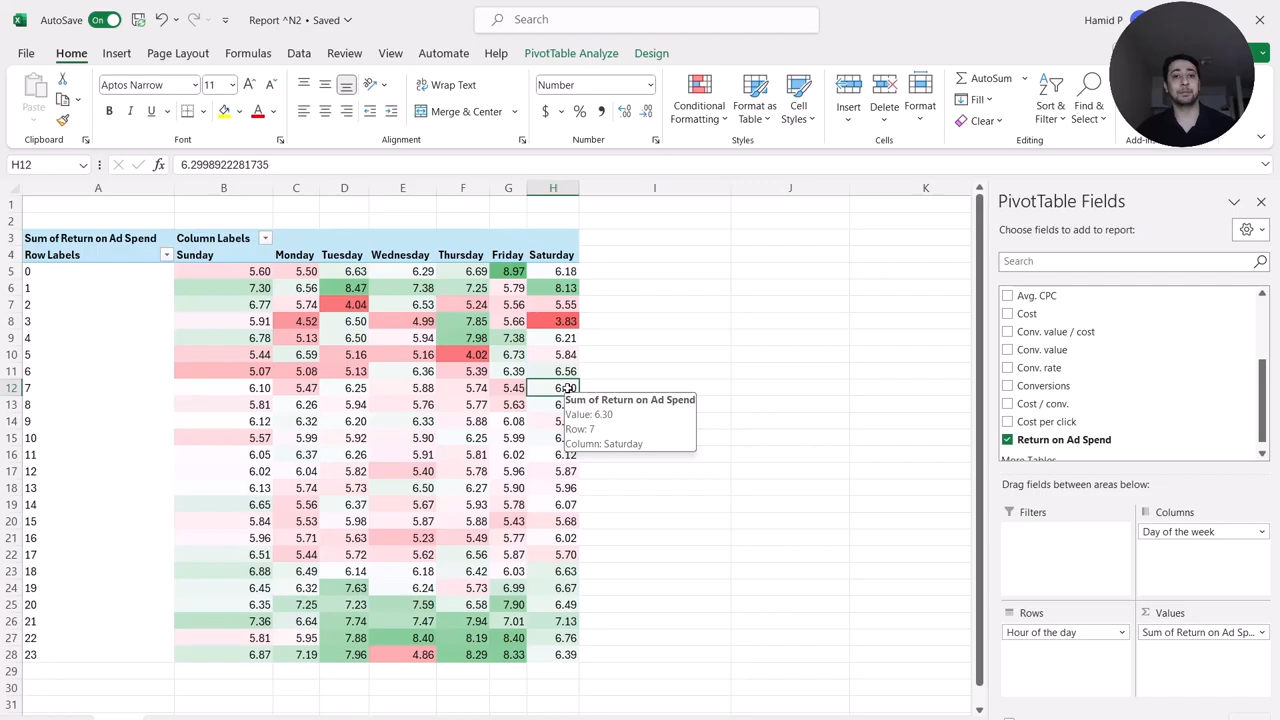 AutoSave On Report ^N2 • Saved Search Hamid P
File Home Insert Page Layout Formulas Data Review View Automate Help PivotTable Analyze Design
Paste Aptos Narrow 11 Wrap Text Number Conditional Formatting Format as Table Cell Styles Insert Delete Format AutoSum Fill Clear Sort & Filter Find & Select
B I U A Merge & Center $ %
Clipboard Font Alignment Number Styles Cells Editing
H12 fx 6.2998922281735
A B C D E F G H I J K
1
2
3 Sum of Return on Ad Spend Column Labels
4 Row Labels Sunday Monday Tuesday Wednesday Thursday Friday Saturday
5 0 5.60 5.50 6.63 6.29 6.69 8.97 6.18
6 1 7.30 6.56 8.47 7.38 7.25 5.79 8.13
7 2 6.77 5.74 4.04 6.53 5.24 5.56 5.55
8 3 5.91 4.52 6.50 4.99 7.85 5.66 3.83
9 4 6.78 5.13 6.50 5.94 7.98 7.38 6.21
10 5 5.44 6.59 5.16 5.16 4.02 6.73 5.84
11 6 5.07 5.08 5.13 6.36 5.39 6.39 6.56
12 7 6.10 5.47 6.25 5.88 5.74 5.45
13 8 5.81 6.26 5.94 5.76 5.77 5.63
14 9 6.12 6.32 6.20 6.33 5.88 6.08
15 10 5.57 5.99 5.92 5.90 6.25 5.99
16 11 6.05 6.37 6.26 5.91 5.81 6.02 6.12
17 12 6.02 6.04 5.82 5.40 5.78 5.96 5.87
18 13 6.13 5.74 5.73 6.50 6.27 5.90 5.96
19 14 6.65 5.56 6.37 5.67 5.93 5.78 6.07
20 15 5.84 5.53 5.98 5.87 5.88 5.43 5.68
21 16 5.96 5.71 5.63 5.23 5.49 5.77 6.02
22 17 6.51 5.44 5.72 5.62 6.56 5.87 5.70
23 18 6.88 6.49 6.14 6.18 6.42 6.03 6.63
24 19 6.45 6.32 7.63 6.24 5.73 6.99 6.67
25 20 6.35 7.25 7.23 7.59 6.58 7.90 6.49
26 21 7.36 6.64 7.74 7.47 7.94 7.01 7.13
27 22 5.81 5.95 7.88 8.40 8.19 8.40 6.76
28 23 6.87 7.19 7.96 4.86 8.29 8.33 6.39
29
30
31
Sum of Return on Ad Spend
Value: 6.30
Row: 7
Column: Saturday
PivotTable Fields
Choose fields to add to report:
Search
Avg. CPC
Cost
Conv. value / cost
Conv. value
Conv. rate
Conversions
Cost / conv.
Cost per click
Return on Ad Spend
More Tables
Drag fields between areas below:
Filters Columns
Day of the week
Rows Values
Hour of the day Sum of Return on Ad Sp...